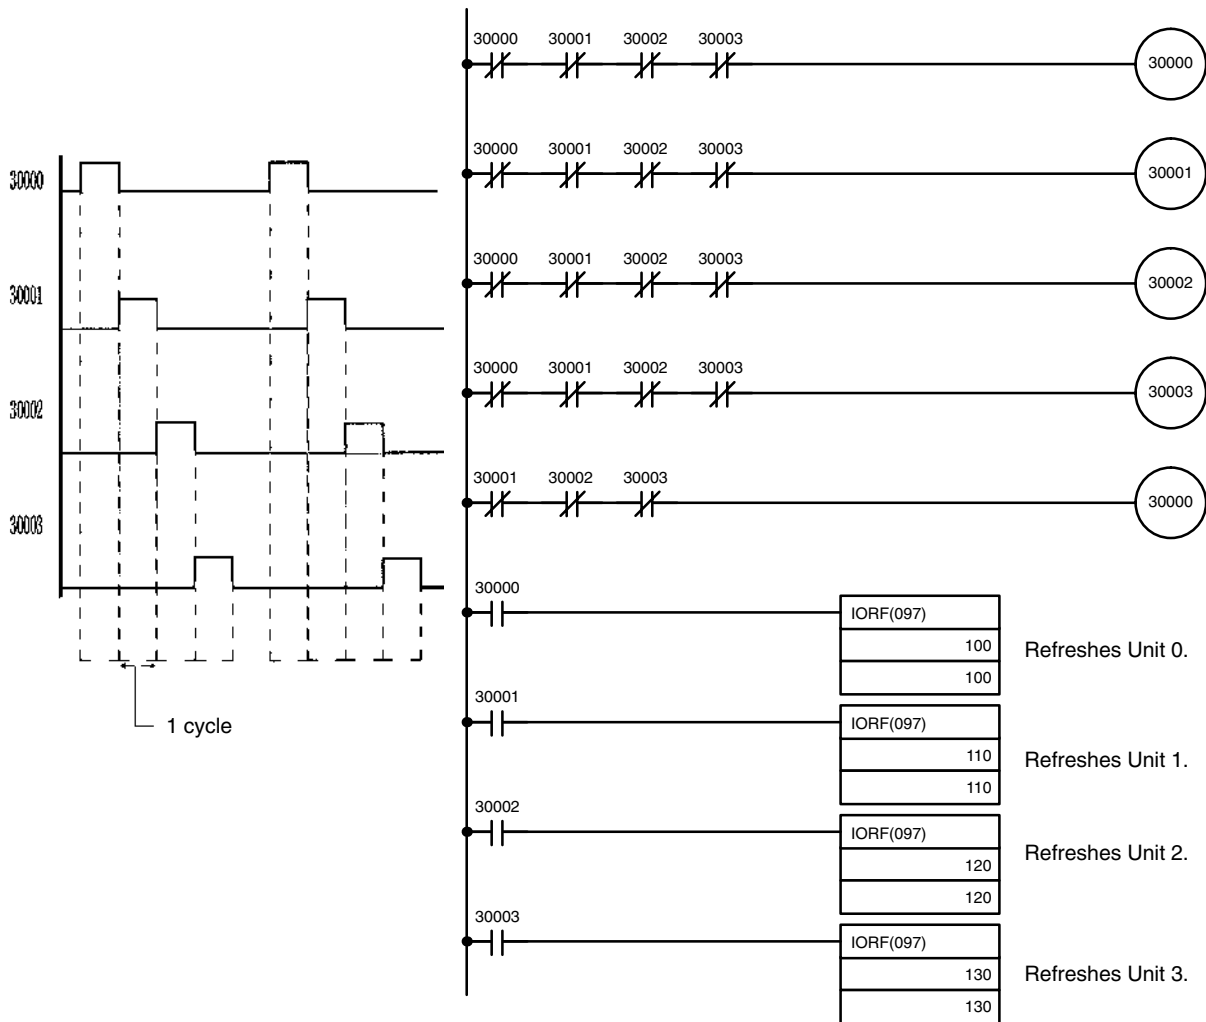 30000
30001
30002
30003
1 cycle
30000 30001 30002 30003
30000
30000 30001 30002 30003
30001
30000 30001 30002 30003
30002
30000 30001 30002 30003
30003
30001 30002 30003
30000
30000
IORF(097)
100
100
Refreshes Unit 0.
30001
IORF(097)
110
110
Refreshes Unit 1.
30002
IORF(097)
120
120
Refreshes Unit 2.
30003
IORF(097)
130
130
Refreshes Unit 3.